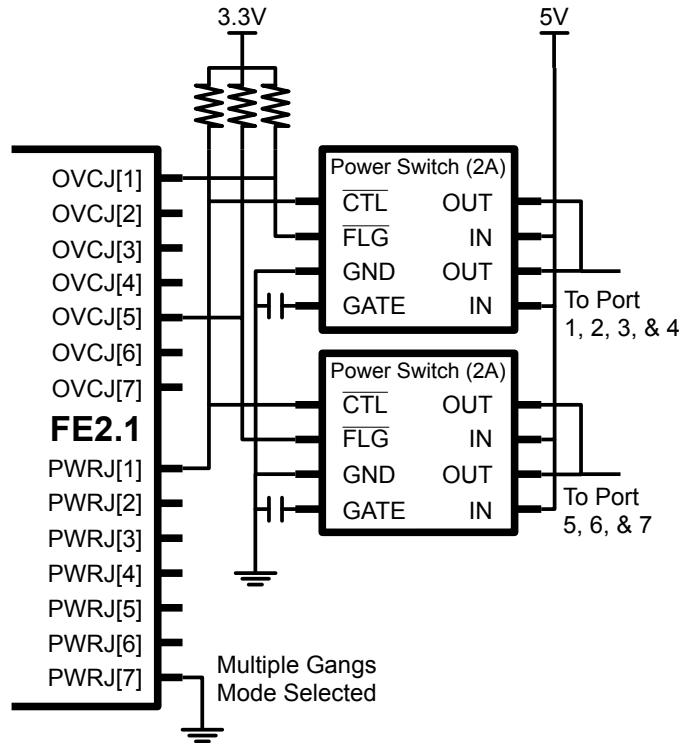 3.3V
5V
OVCJ[1]
OVCJ[2]
OVCJ[3]
OVCJ[4]
OVCJ[5]
OVCJ[6]
OVCJ[7]
FE2.1
PWRJ[1]
PWRJ[2]
PWRJ[3]
PWRJ[4]
PWRJ[5]
PWRJ[6]
PWRJ[7]
Power Switch (2A)
CTL OUT
FLG IN
GND OUT
GATE IN
To Port
1, 2, 3, & 4
Power Switch (2A)
CTL OUT
FLG IN
GND OUT
GATE IN
To Port
5, 6, & 7
Multiple Gangs
Mode Selected